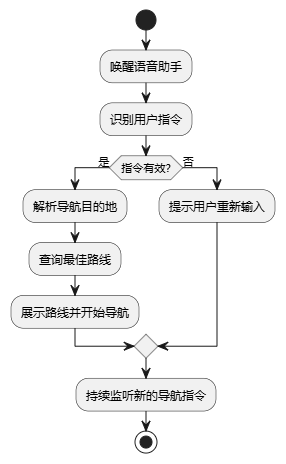 唤醒语音助手
识别用户指令
是
指令有效?
否
解析导航目的地
提示用户重新输入
查询最佳路线
展示路线并开始导航
持续监听新的导航指令